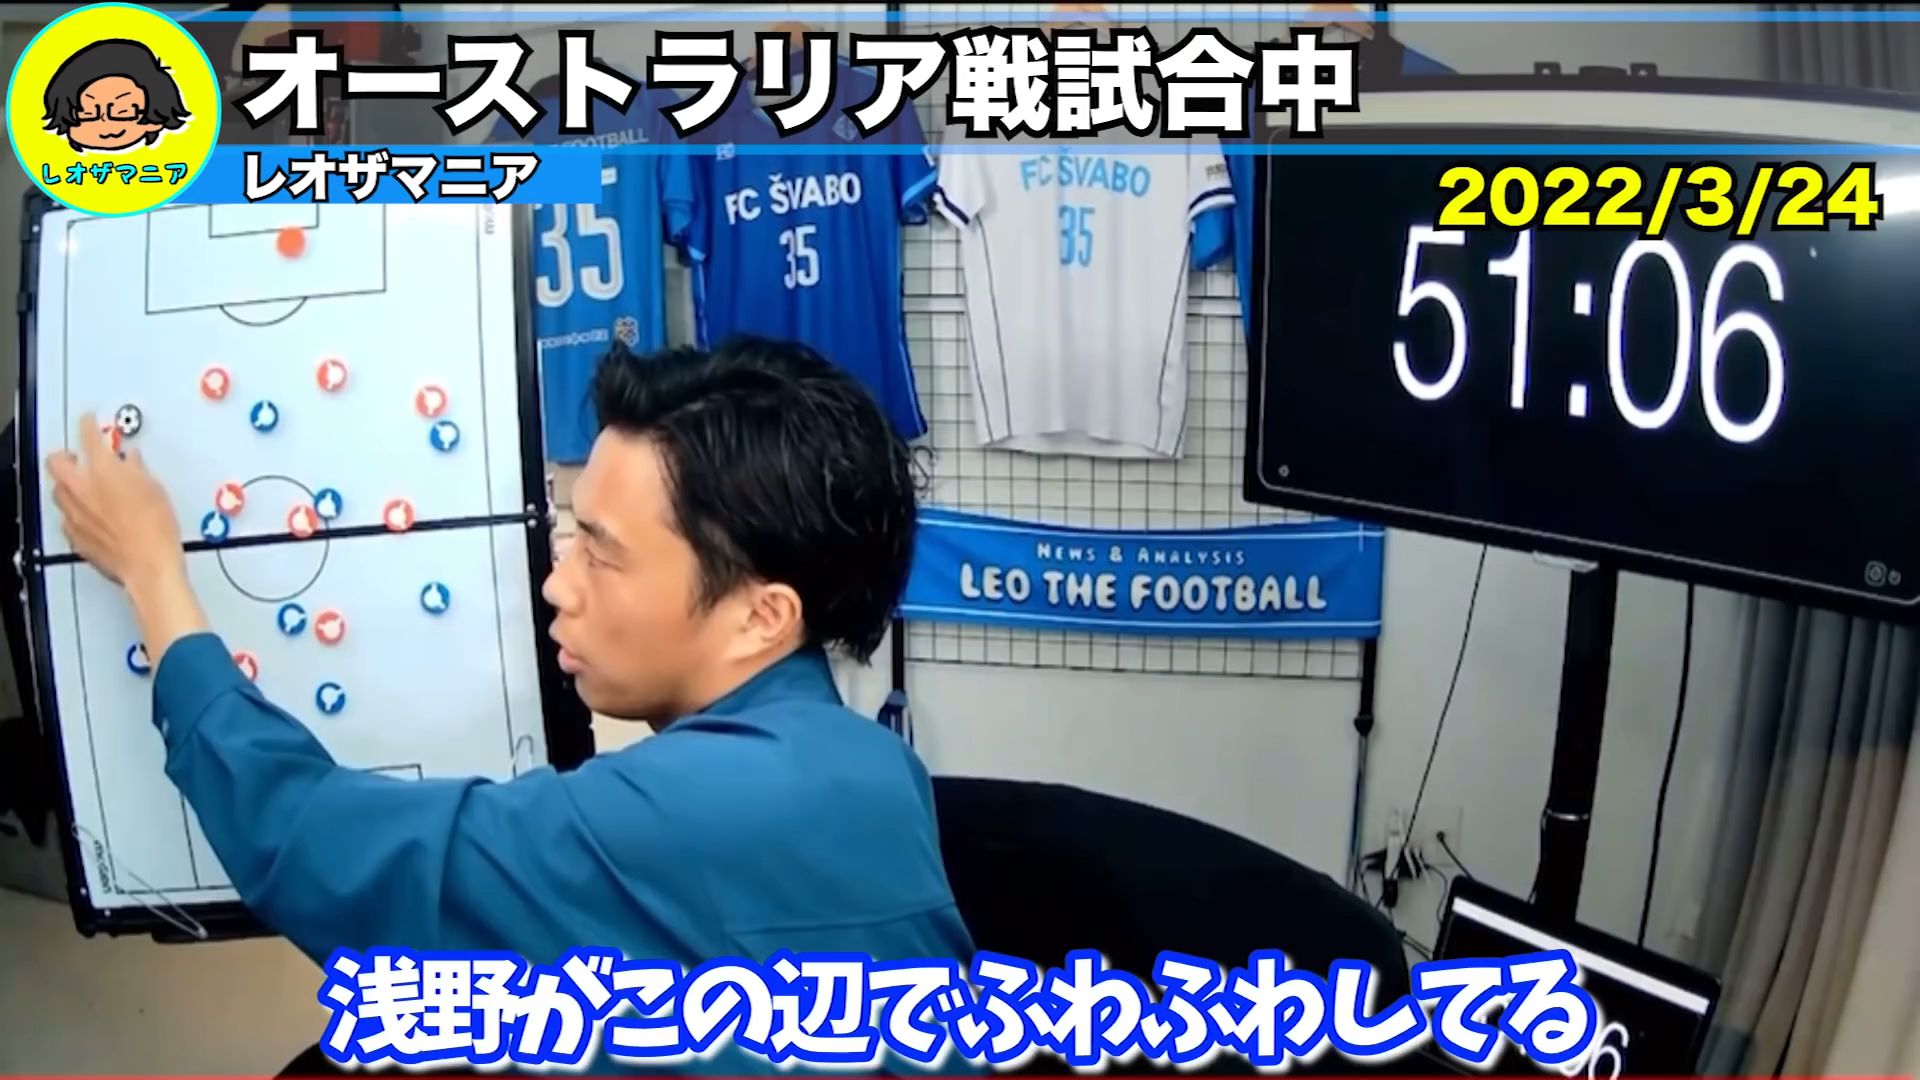 オーストラリア戦試合中
レオザマニア
レオザマニア
2022/3/24
51:06
FOOTBALL
35
FC ŠVABO
35
FC ŠVABO
35
NEWS & ANALYSIS
LEO THE FOOTBALL
浅野がこの辺でふわふわしてる
06